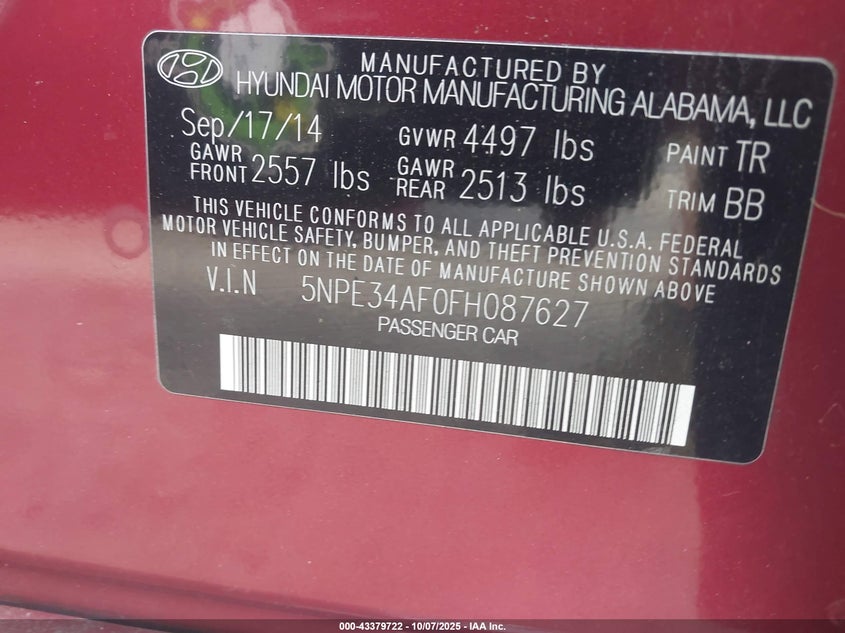 MANUFACTURED BY
HYUNDAI MOTOR MANUFACTURING ALABAMA, LLC
Sep/17/14 GVWR 4497 lbs PAINT TR
GAWR FRONT 2557 lbs GAWR REAR 2513 lbs TRIM BB
THIS VEHICLE CONFORMS TO ALL APPLICABLE U.S.A. FEDERAL
MOTOR VEHICLE SAFETY, BUMPER, AND THEFT PREVENTION STANDARDS
IN EFFECT ON THE DATE OF MANUFACTURE SHOWN ABOVE
V.I.N 5NPE34AF0FH087627
PASSENGER CAR
000-43379722 - 10/07/2025 - IAA Inc.